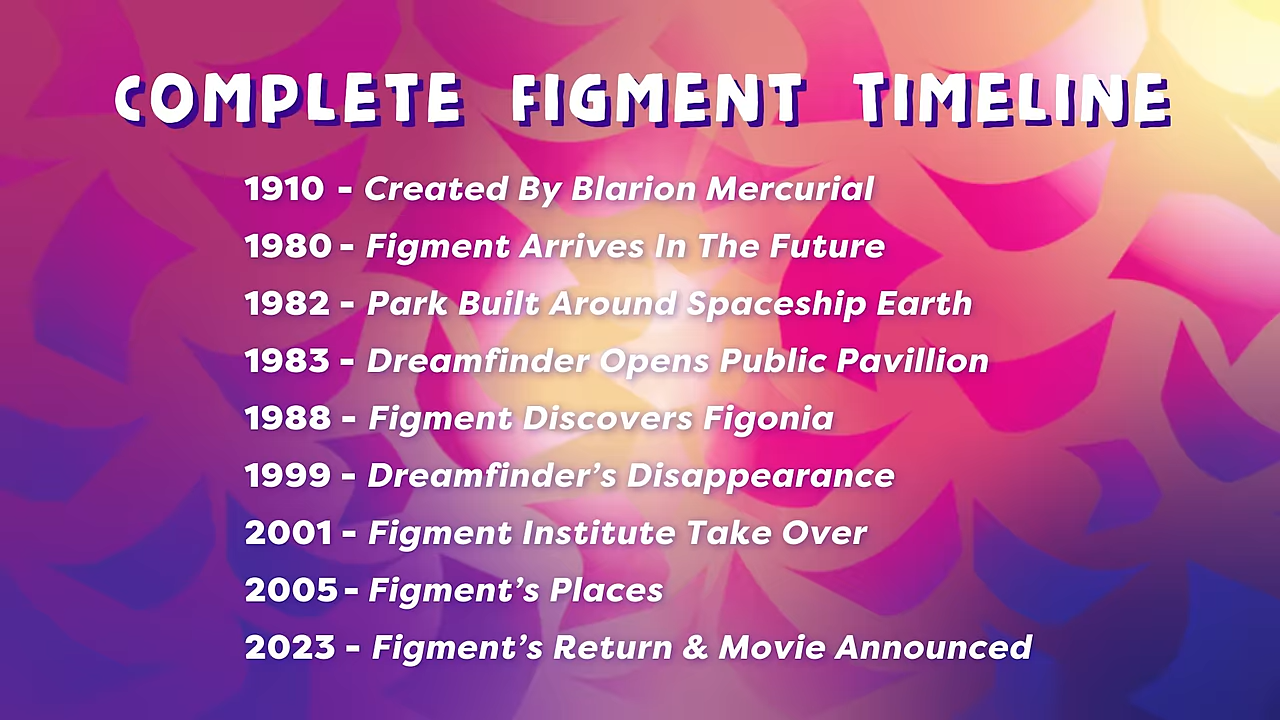 COMPLETE FIGMENT TIMELINE
1910 - Created By Blarion Mercurial
1980 - Figment Arrives In The Future
1982 - Park Built Around Spaceship Earth
1983 - Dreamfinder Opens Public Pavillion
1988 - Figment Discovers Figonia
1999 - Dreamfinder’s Disappearance
2001 - Figment Institute Take Over
2005 - Figment’s Places
2023 - Figment’s Return & Movie Announced